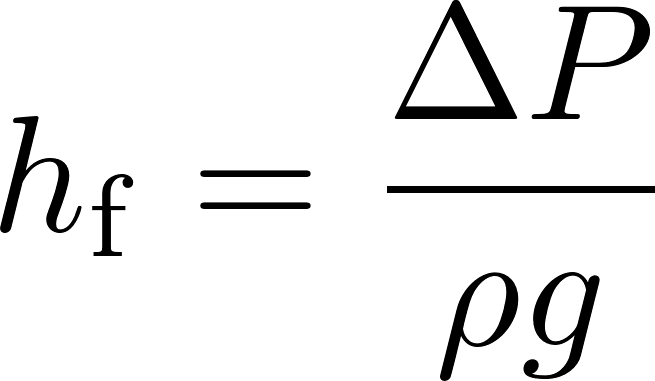 h_f = ΔP / ρg